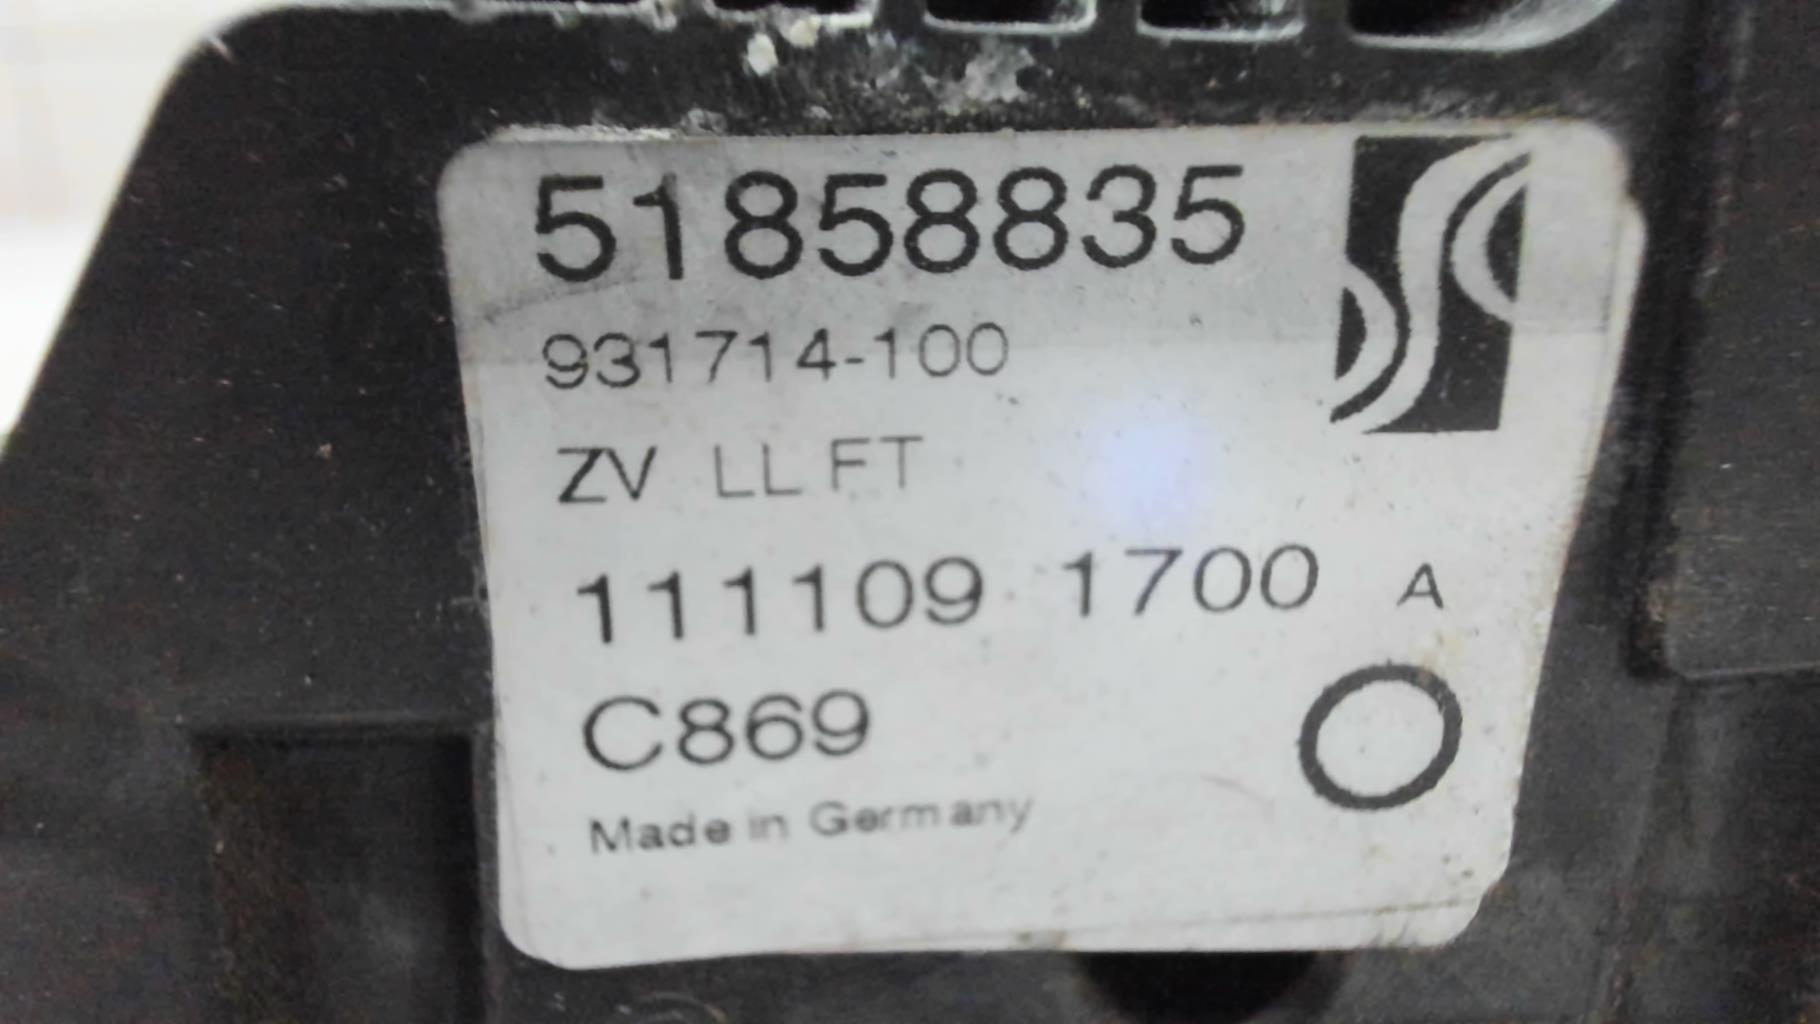 51858835
931714-100
ZV LL FT
111109 1700 A
C869
Made in Germany